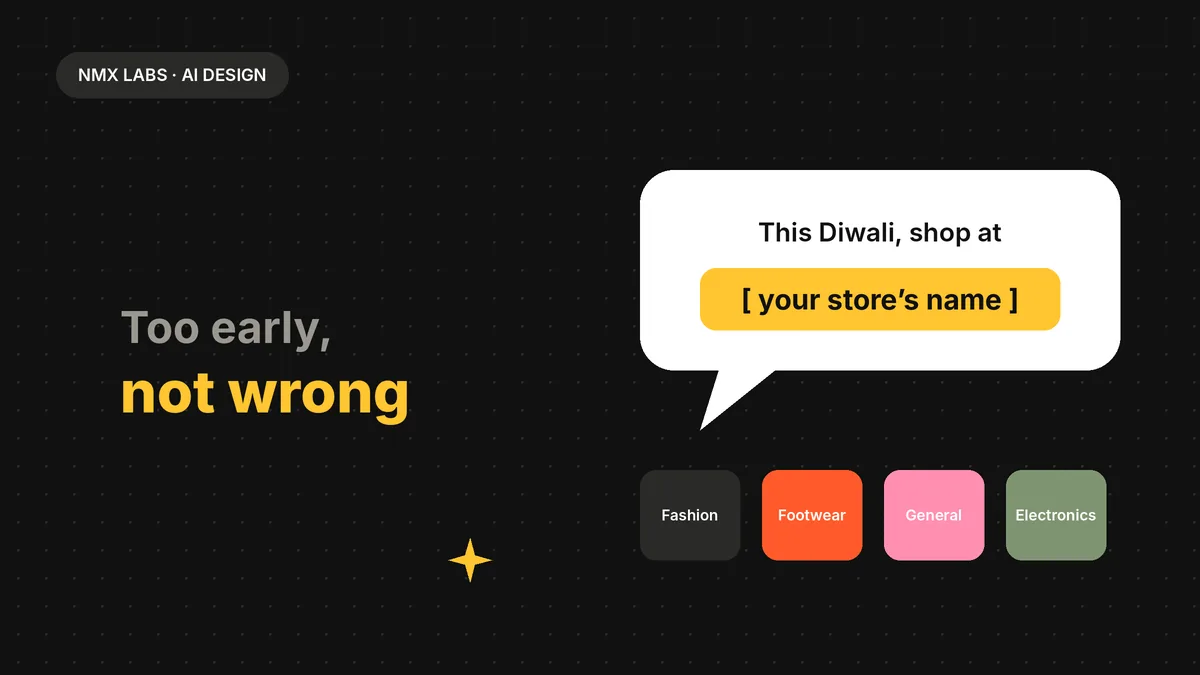 NMX LABS · AI DESIGN
Too early,
not wrong
This Diwali, shop at
[ your store’s name ]
Fashion
Footwear
General
Electronics